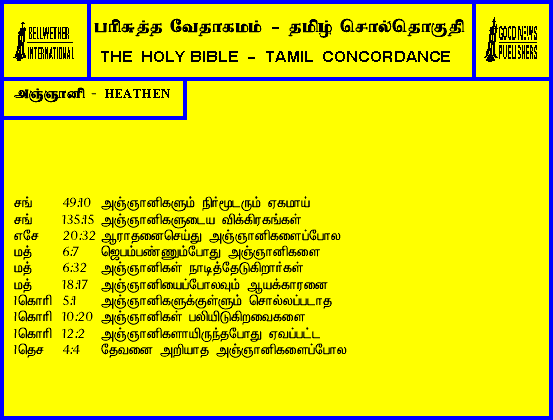 BELLWETHER
INTERNATIONAL
பரிசுத்த வேதாகமம் - தமிழ் சொல்தொகுதி
THE HOLY BIBLE - TAMIL CONCORDANCE
GOOD NEWS
PUBLISHERS
அஞ்ஞானி - HEATHEN
சங் 49:10 அஞ்ஞானிகளும் நிர்மூடரும் ஏகமாய்
சங் 135:15 அஞ்ஞானிகளுடைய விக்கிரகங்கள்
எசே 20:32 ஆராதனைசெய்து அஞ்ஞானிகளைப்போல
மத் 6:7 ஜெபம்பண்ணும்போது அஞ்ஞானிகளை
மத் 6:32 அஞ்ஞானிகள் நாடித்தேடுகிறார்கள்
மத் 18:17 அஞ்ஞானியைப்போலவும் ஆயக்காரனை
1கொரி 5:1 அஞ்ஞானிகளுக்குள்ளும் சொல்லப்படாத
1கொரி 10:20 அஞ்ஞானிகள் பலியிடுகிறவைகளை
1கொரி 12:2 அஞ்ஞானிகளாயிருந்தபோது ஏவப்பட்ட
1தெச 4:4 தேவனை அறியாத அஞ்ஞானிகளைப்போல